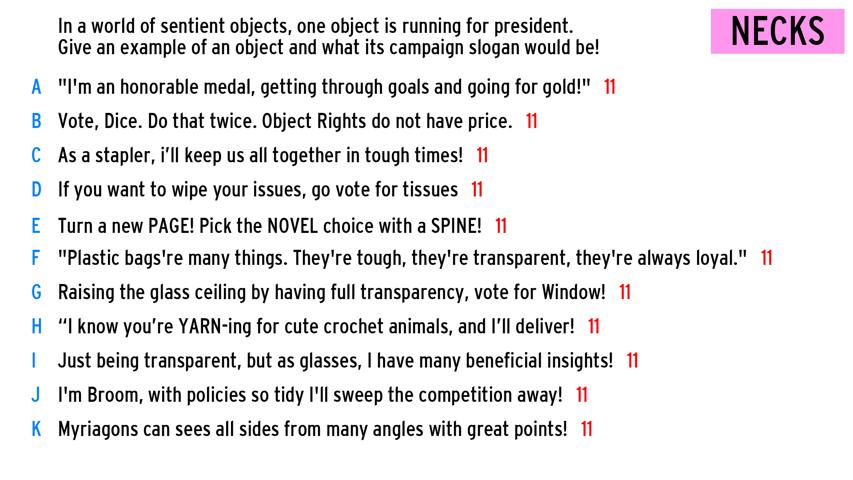 In a world of sentient objects, one object is running for president.
Give an example of an object and what its campaign slogan would be!
NECKS
A "I'm an honorable medal, getting through goals and going for gold!" 11
B Vote, Dice. Do that twice. Object Rights do not have price. 11
C As a stapler, i’ll keep us all together in tough times! 11
D If you want to wipe your issues, go vote for tissues 11
E Turn a new PAGE! Pick the NOVEL choice with a SPINE! 11
F "Plastic bags're many things. They're tough, they're transparent, they're always loyal." 11
G Raising the glass ceiling by having full transparency, vote for Window! 11
H “I know you’re YARN-ing for cute crochet animals, and I’ll deliver! 11
I Just being transparent, but as glasses, I have many beneficial insights! 11
J I'm Broom, with policies so tidy I'll sweep the competition away! 11
K Myriagons can sees all sides from many angles with great points! 11